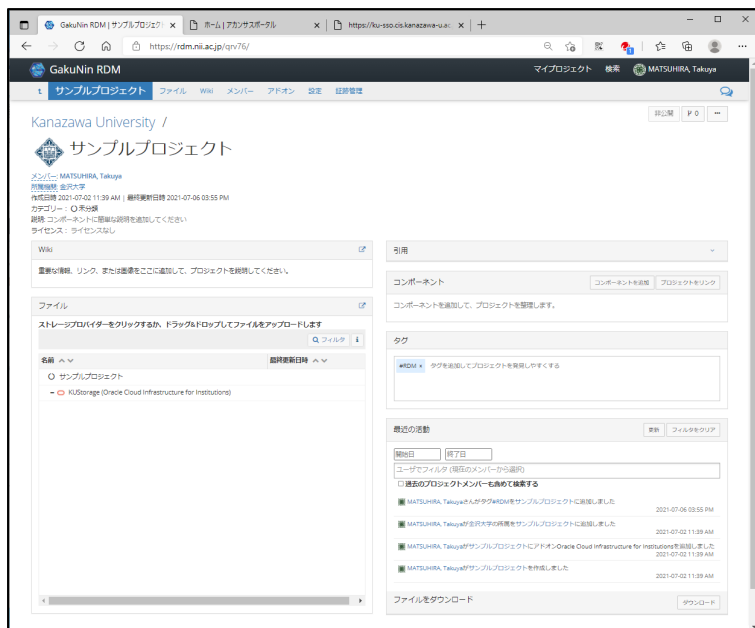 GakuNin RDM | サンプルプロジェク
ホーム | アカンサスポータル
https://ku-sso.cis.kanazawa-u.ac
https://rdm.nii.ac.jp/qrv76/
GakuNin RDM
マイプロジェクト 検索 MATSUHIRA, Takuya
t サンプルプロジェクト ファイル Wiki メンバー アドオン 設定 証跡管理
非公開 0 ...
Kanazawa University /
サンプルプロジェクト
メンバー: MATSUHIRA, Takuya
所属機関: 金沢大学
作成日時 2021-07-02 11:39 AM | 最終更新日時 2021-07-06 03:55 PM
カテゴリー: 未分類
説明: コンポーネントに簡単な説明を追加してください
ライセンス: ライセンスなし
Wiki
重要な情報、リンク、または画像をここに追加して、プロジェクトを説明してください。
ファイル
ストレージプロバイダーをクリックするか、ドラッグ&ドロップしてファイルをアップロードします
フィルタ i
名前 最終更新日時
サンプルプロジェクト
KUStorage (Oracle Cloud Infrastructure for Institutions)
引用
コンポーネント コンポーネントを追加 プロジェクトをリンク
コンポーネントを追加して、プロジェクトを整理します。
タグ
#RDM × タグを追加してプロジェクトを発見しやすくする
最近の活動 更新 フィルタをクリア
開始日 終了日
ユーザでフィルタ (現在のメンバーから選択)
過去のプロジェクトメンバーも含めて検索する
MATSUHIRA, Takuyaさんがタグ#RDMをサンプルプロジェクトに追加しました
2021-07-06 03:55 PM
MATSUHIRA, Takuyaが金沢大学の所属をサンプルプロジェクトに追加しました
2021-07-02 11:39 AM
MATSUHIRA, TakuyaがサンプルプロジェクトにアドオンOracle Cloud Infrastructure for Institutionsを追加しました
2021-07-02 11:39 AM
MATSUHIRA, Takuyaがサンプルプロジェクトを作成しました
2021-07-02 11:39 AM
ファイルをダウンロード ダウンロード